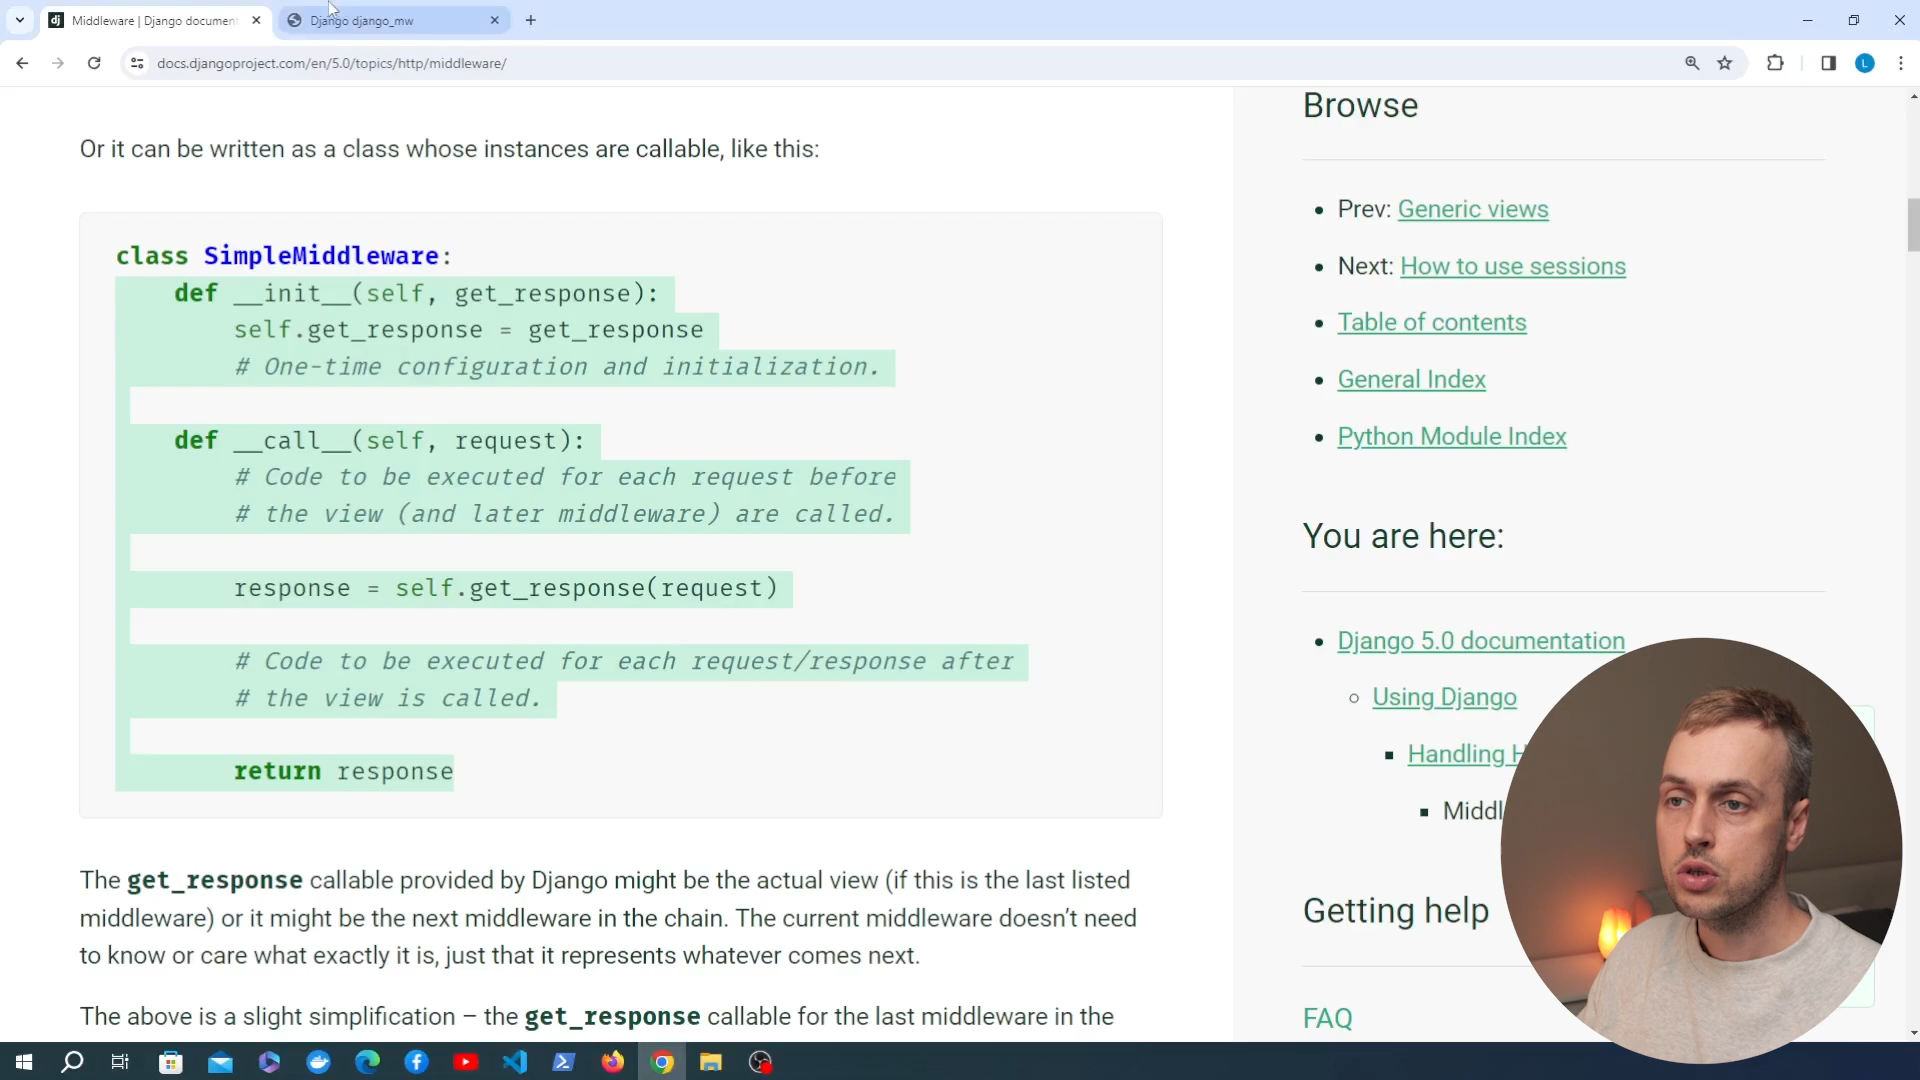 Middleware | Django document
Django django_mw
docs.djangoproject.com/en/5.0/topics/http/middleware/
L
Or it can be written as a class whose instances are callable, like this:
class SimpleMiddleware:
def __init__(self, get_response):
self.get_response = get_response
# One-time configuration and initialization.
def __call__(self, request):
# Code to be executed for each request before
# the view (and later middleware) are called.
response = self.get_response(request)
# Code to be executed for each request/response after
# the view is called.
return response
The get_response callable provided by Django might be the actual view (if this is the last listed
middleware) or it might be the next middleware in the chain. The current middleware doesn’t need
to know or care what exactly it is, just that it represents whatever comes next.
The above is a slight simplification – the get_response callable for the last middleware in the
Browse
Prev: Generic views
Next: How to use sessions
Table of contents
General Index
Python Module Index
You are here:
Django 5.0 documentation
Using Django
Handling H
Middl
Getting help
FAQ